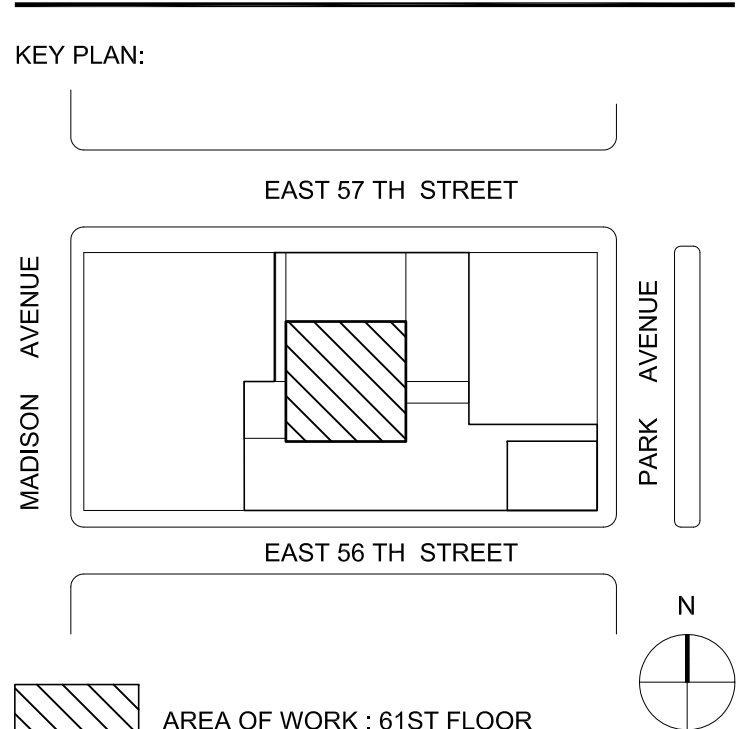 KEY PLAN:
EAST 57 TH STREET
MADISON AVENUE
PARK AVENUE
EAST 56 TH STREET
N
AREA OF WORK : 61ST FLOOR